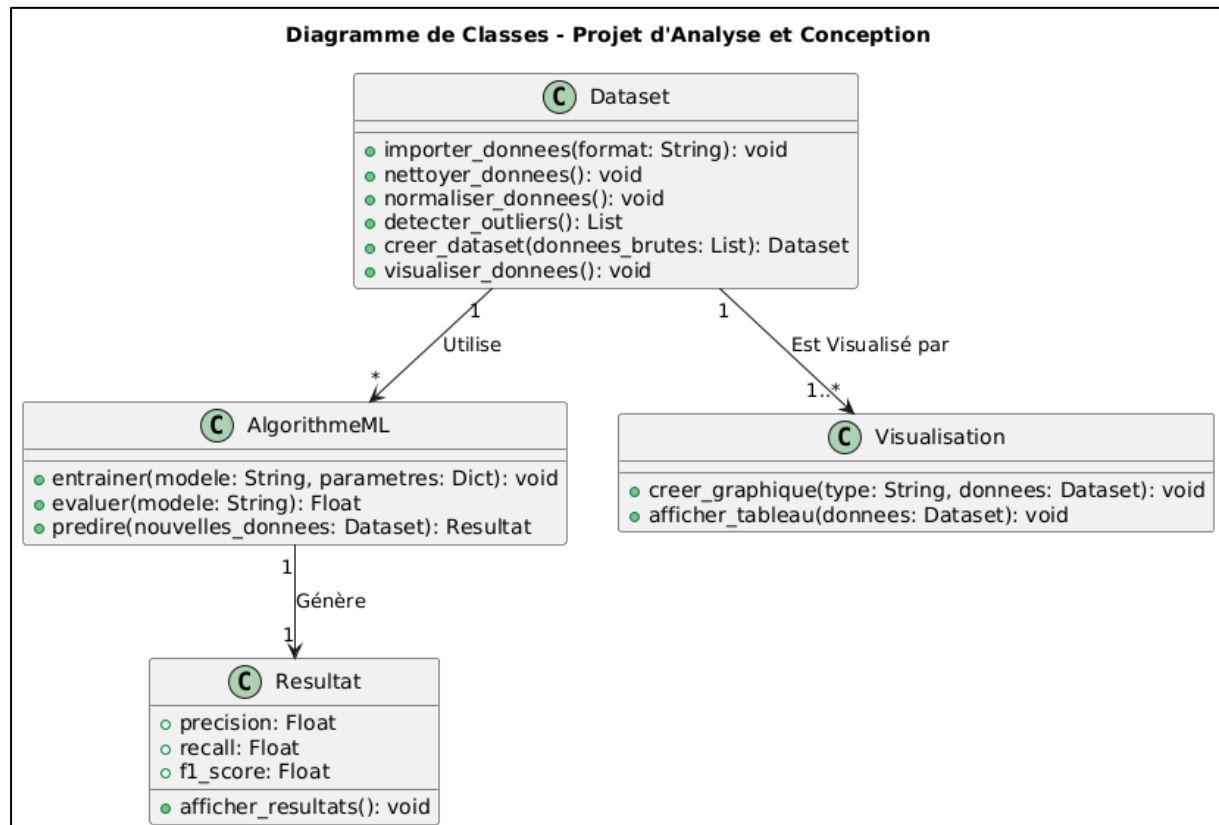 Diagramme de Classes - Projet d'Analyse et Conception
C Dataset
importer_donnees(format: String): void
nettoyer_donnees(): void
normaliser_donnees(): void
detecter_outliers(): List
creer_dataset(donnees_brutes: List): Dataset
visualiser_donnees(): void
1
1
Utilise
Est Visualisé par
*
1..*
C AlgorithmeML
entrainer(modele: String, parametres: Dict): void
evaluer(modele: String): Float
predire(nouvelles_donnees: Dataset): Resultat
C Visualisation
creer_graphique(type: String, donnees: Dataset): void
afficher_tableau(donnees: Dataset): void
1
Génère
1
C Resultat
precision: Float
recall: Float
f1_score: Float
afficher_resultats(): void